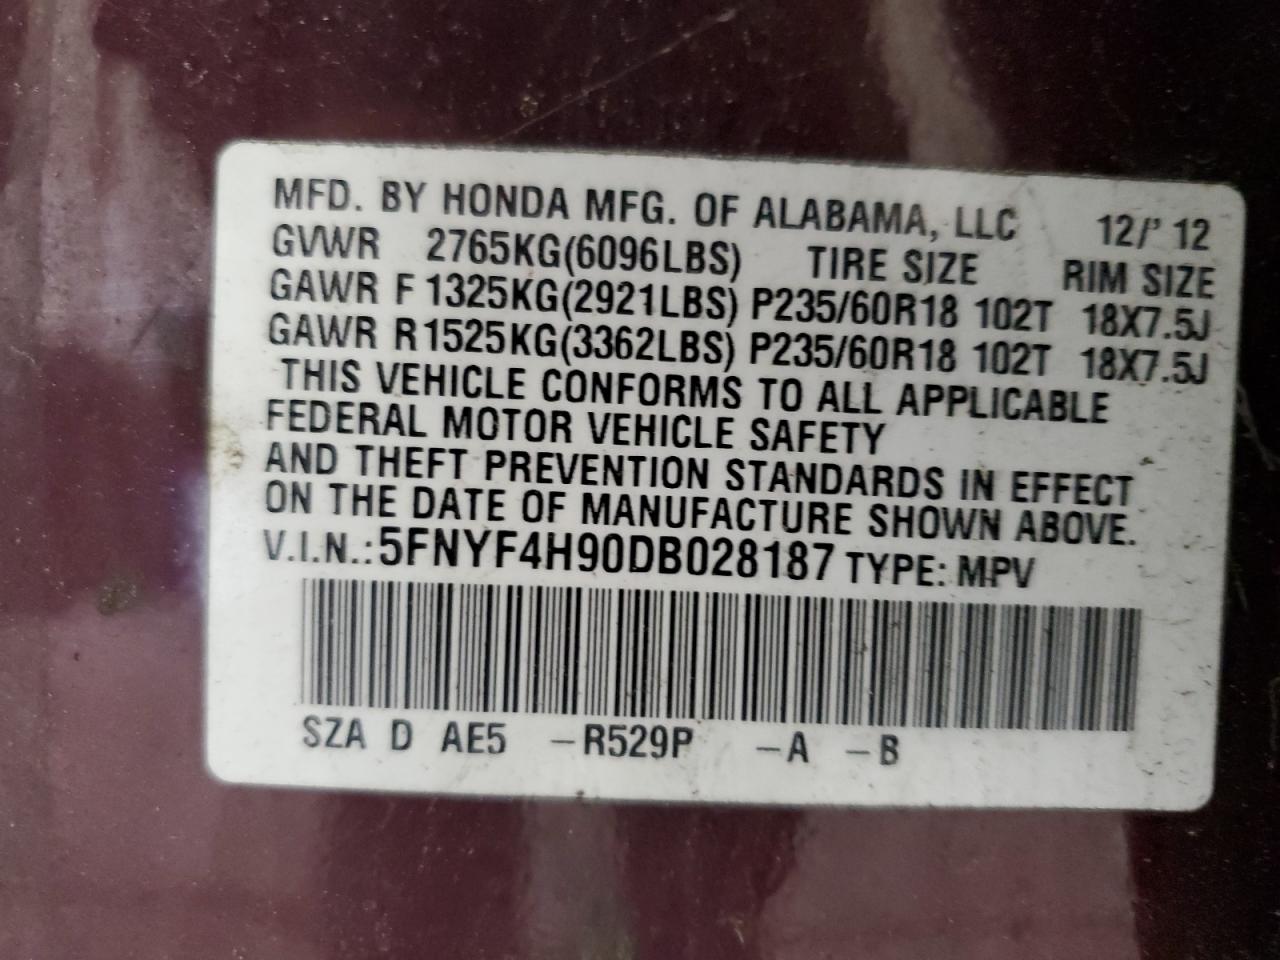 MFD. BY HONDA MFG. OF ALABAMA, LLC 12/' 12
GVWR 2765KG(6096LBS) TIRE SIZE RIM SIZE
GAWR F 1325KG(2921LBS) P235/60R18 102T 18X7.5J
GAWR R 1525KG(3362LBS) P235/60R18 102T 18X7.5J
THIS VEHICLE CONFORMS TO ALL APPLICABLE
FEDERAL MOTOR VEHICLE SAFETY
AND THEFT PREVENTION STANDARDS IN EFFECT
ON THE DATE OF MANUFACTURE SHOWN ABOVE.
V.I.N.: 5FNYF4H90DB028187 TYPE: MPV
SZA D AE5 –R529P –A –B